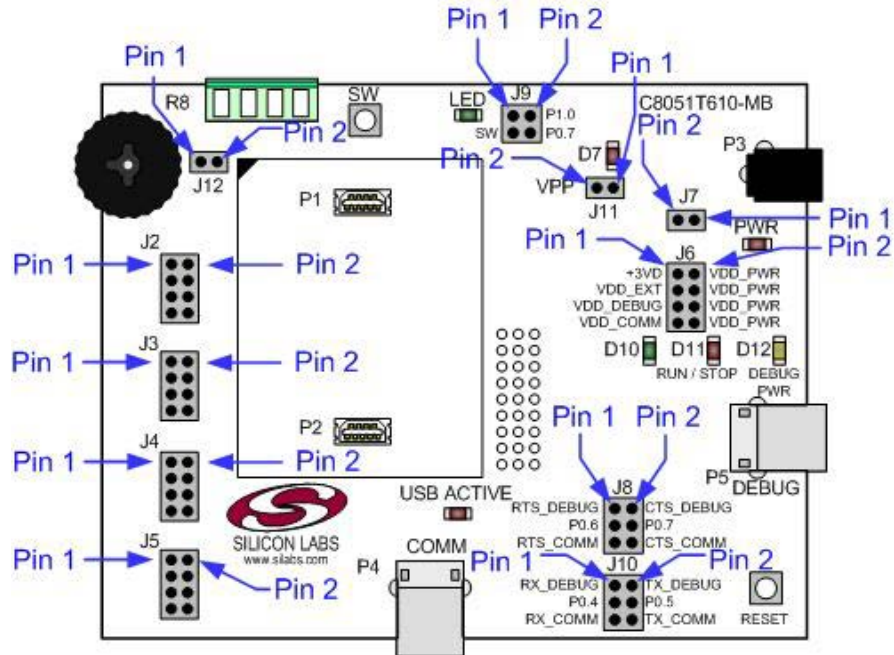 Pin 1 Pin 2
Pin 1
Pin 1
J9
R8 SW LED P1.0 C8051T610-MB
SW P0.7
Pin 2
Pin 2
Pin 2 D7 P3
J12 VPP
J11 J7
P1 Pin 1
Pin 1 PWR
J2 J6 Pin 2
Pin 1 Pin 2
+3VD VDD_PWR
VDD_EXT VDD_PWR
VDD_DEBUG VDD_PWR
VDD_COMM VDD_PWR
J3 D10 D11 D12
Pin 1 Pin 2
RUN / STOP DEBUG
PWR
Pin 1 Pin 2
P2
J4
Pin 1 Pin 2
P5
DEBUG
J8
USB ACTIVE
RTS_DEBUG CTS_DEBUG
P0.6 P0.7
RTS_COMM CTS_COMM
SILICON LABS
www.silabs.com
COMM
J5
Pin 1 Pin 2
P4
Pin 1 Pin 2
J10
RX_DEBUG TX_DEBUG
P0.4 P0.5
RX_COMM TX_COMM
RESET